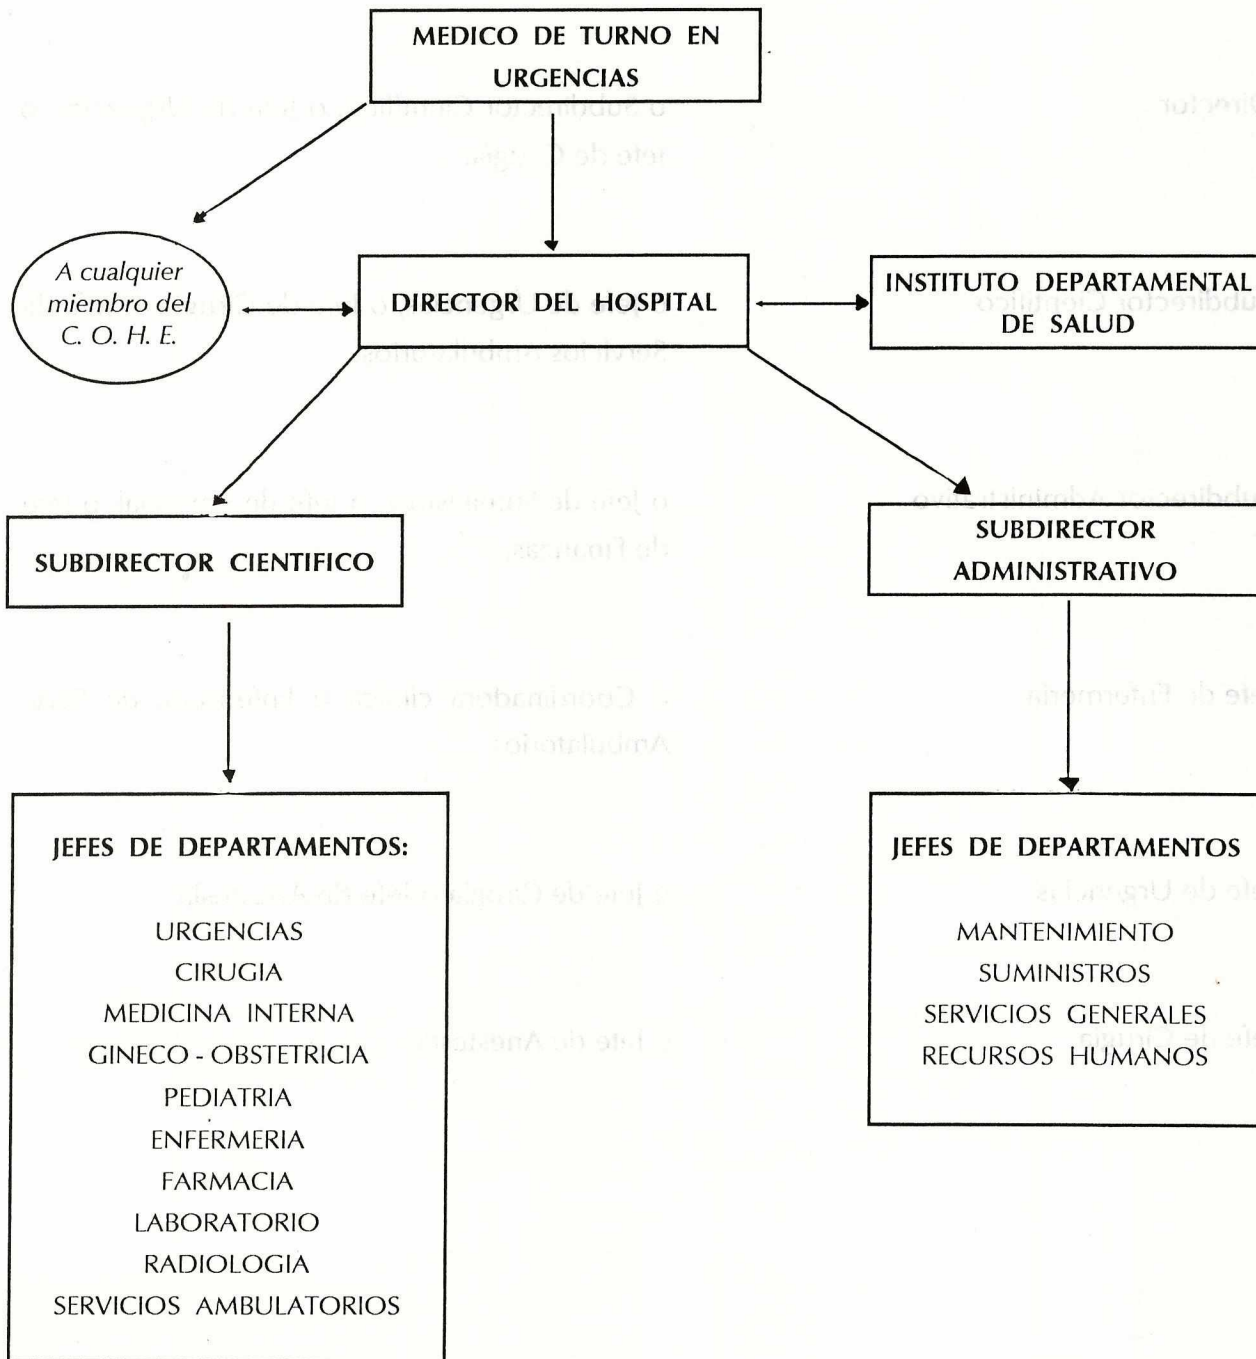 MEDICO DE TURNO EN
URGENCIAS
A cualquier
miembro del
C. O. H. E.
DIRECTOR DEL HOSPITAL
INSTITUTO DEPARTAMENTAL
DE SALUD
SUBDIRECTOR CIENTIFICO
SUBDIRECTOR
ADMINISTRATIVO
JEFES DE DEPARTAMENTOS:
URGENCIAS
CIRUGIA
MEDICINA INTERNA
GINECO - OBSTETRICIA
PEDIATRIA
ENFERMERIA
FARMACIA
LABORATORIO
RADIOLOGIA
SERVICIOS AMBULATORIOS
JEFES DE DEPARTAMENTOS
MANTENIMIENTO
SUMINISTROS
SERVICIOS GENERALES
RECURSOS HUMANOS